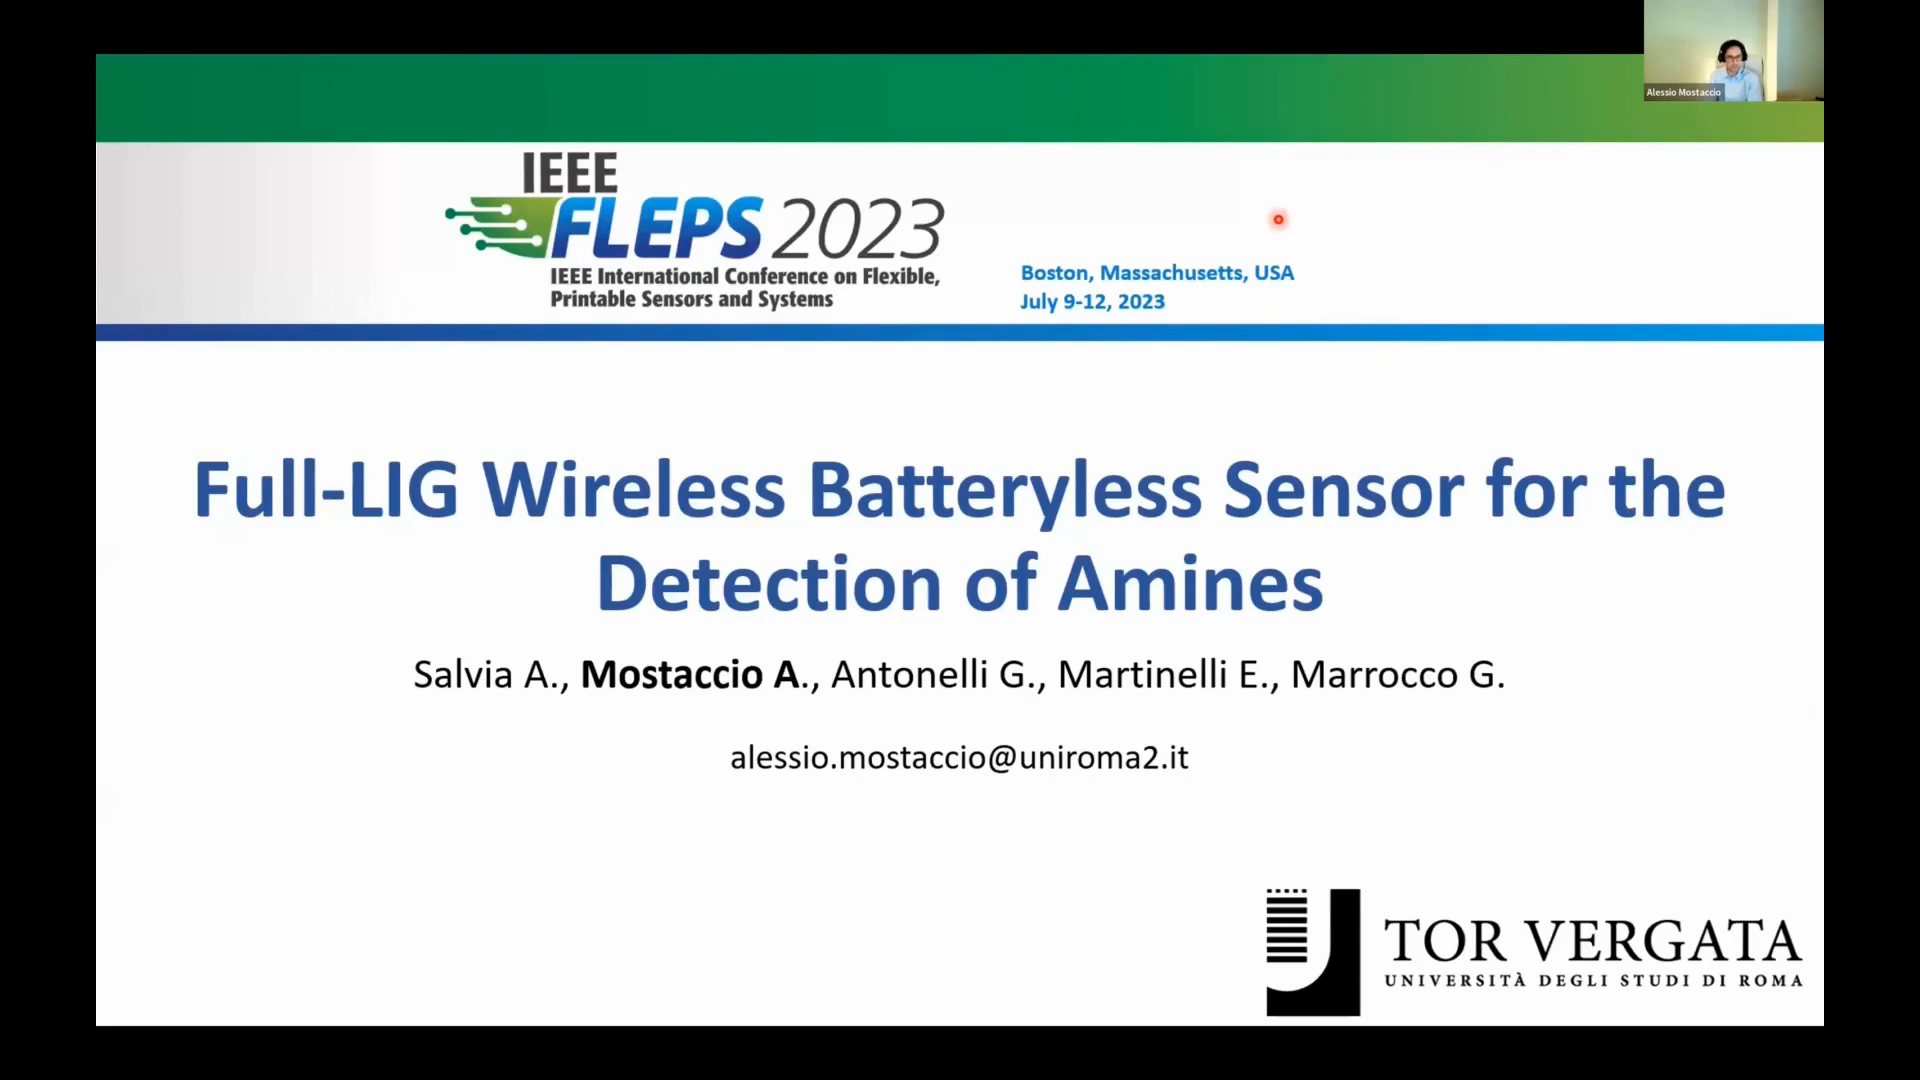 Alessio Mostaccio
IEEE
FLEPS 2023
IEEE International Conference on Flexible,
Printable Sensors and Systems
Boston, Massachusetts, USA
July 9-12, 2023
Full-LIG Wireless Batteryless Sensor for the
Detection of Amines
Salvia A., Mostaccio A., Antonelli G., Martinelli E., Marrocco G.
alessio.mostaccio@uniroma2.it
TOR VERGATA
UNIVERSITÀ DEGLI STUDI DI ROMA